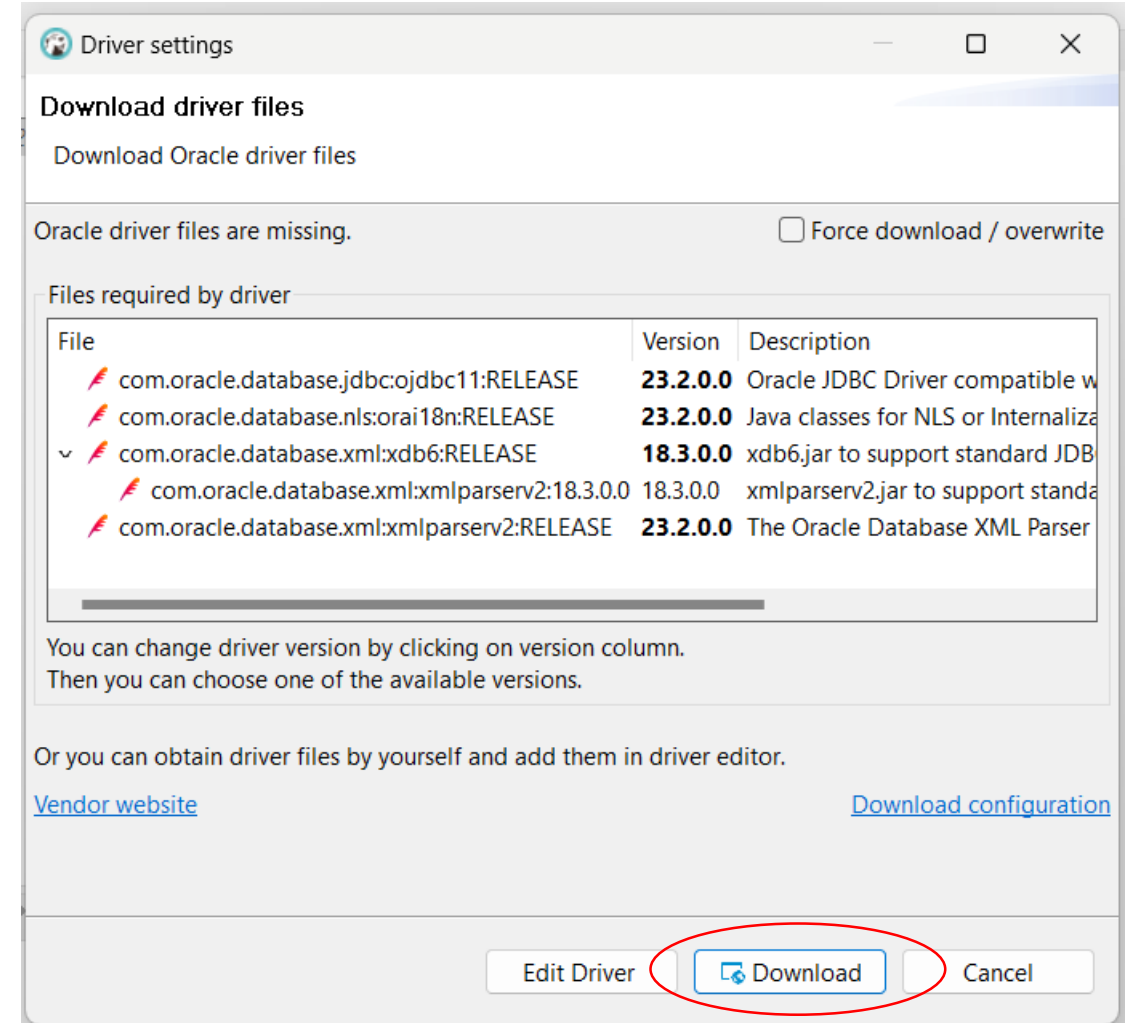 Driver settings
Download driver files
Download Oracle driver files
Oracle driver files are missing.
Force download / overwrite
Files required by driver
File Version Description
com.oracle.database.jdbc:ojdbc11:RELEASE 23.2.0.0 Oracle JDBC Driver compatible w
com.oracle.database.nls:orai18n:RELEASE 23.2.0.0 Java classes for NLS or Internaliza
com.oracle.database.xml:xdb6:RELEASE 18.3.0.0 xdb6.jar to support standard JDB
com.oracle.database.xml:xmlparserv2:18.3.0.0 18.3.0.0 xmlparserv2.jar to support standa
com.oracle.database.xml:xmlparserv2:RELEASE 23.2.0.0 The Oracle Database XML Parser
You can change driver version by clicking on version column.
Then you can choose one of the available versions.
Or you can obtain driver files by yourself and add them in driver editor.
Vendor website
Download configuration
Edit Driver
Download
Cancel